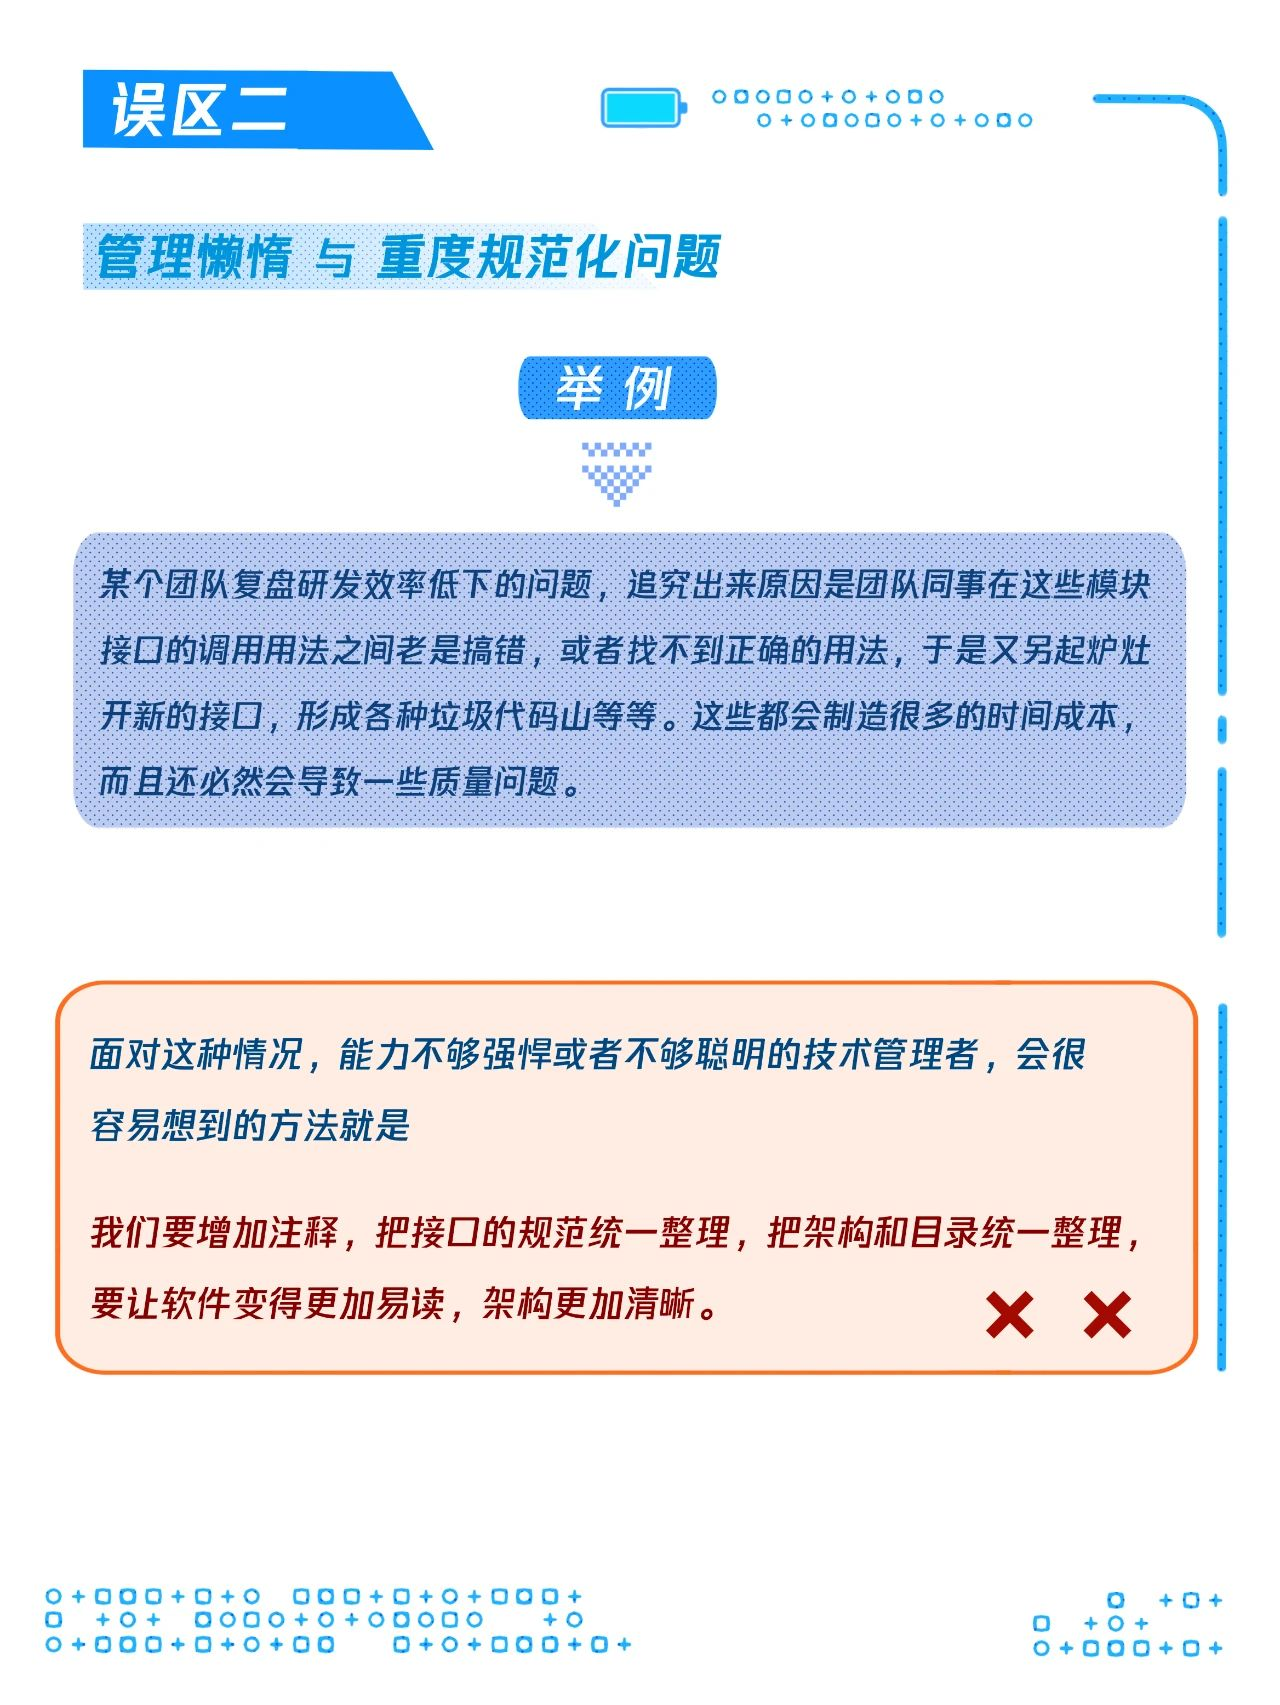 误区二
管理懒惰 与 重度规范化问题
举 例
某个团队复盘研发效率低下的问题，追究出来原因是团队同事在这些模块
接口的调用用法之间老是搞错，或者找不到正确的用法，于是又另起炉灶
开新的接口，形成各种垃圾代码山等等。这些都会制造很多的时间成本，
而且还必然会导致一些质量问题。
面对这种情况，能力不够强悍或者不够聪明的技术管理者，会很
容易想到的方法就是
我们要增加注释，把接口的规范统一整理，把架构和目录统一整理，
要让软件变得更加易读，架构更加清晰。